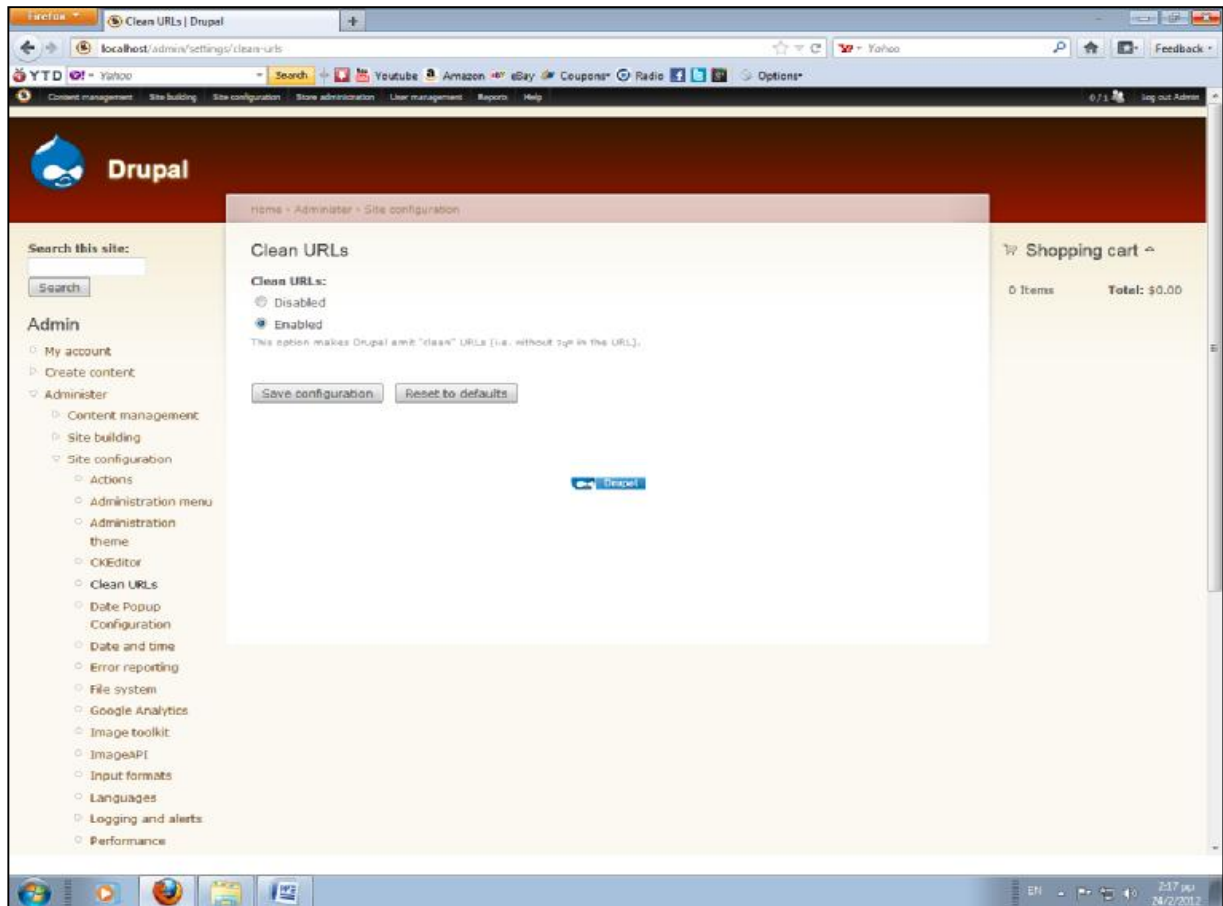 Firefox
Clean URLs | Drupal
+
localhost/admin/settings/clean-urls
Yahoo
Feedback
YTD
Yahoo
Search
Youtube
Amazon
eBay
Coupons
Radio
Options
Content management
Site building
Site configuration
Store administration
User management
Reports
Help
0 / 1
Log out Admin
Drupal
Home › Administer › Site configuration
Search this site:
Search
Admin
My account
Create content
Administer
Content management
Site building
Site configuration
Actions
Administration menu
Administration
theme
CKEditor
Clean URLs
Date Popup
Configuration
Date and time
Error reporting
File system
Google Analytics
Image toolkit
ImageAPI
Input formats
Languages
Logging and alerts
Performance
Clean URLs
Clean URLs:
Disabled
Enabled
This option makes Drupal emit "clean" URLs (i.e. without ?q= in the URL).
Save configuration
Reset to defaults
Drupal
Shopping cart
0 Items
Total: $0.00
EN
2:17 μμ
24/2/2012